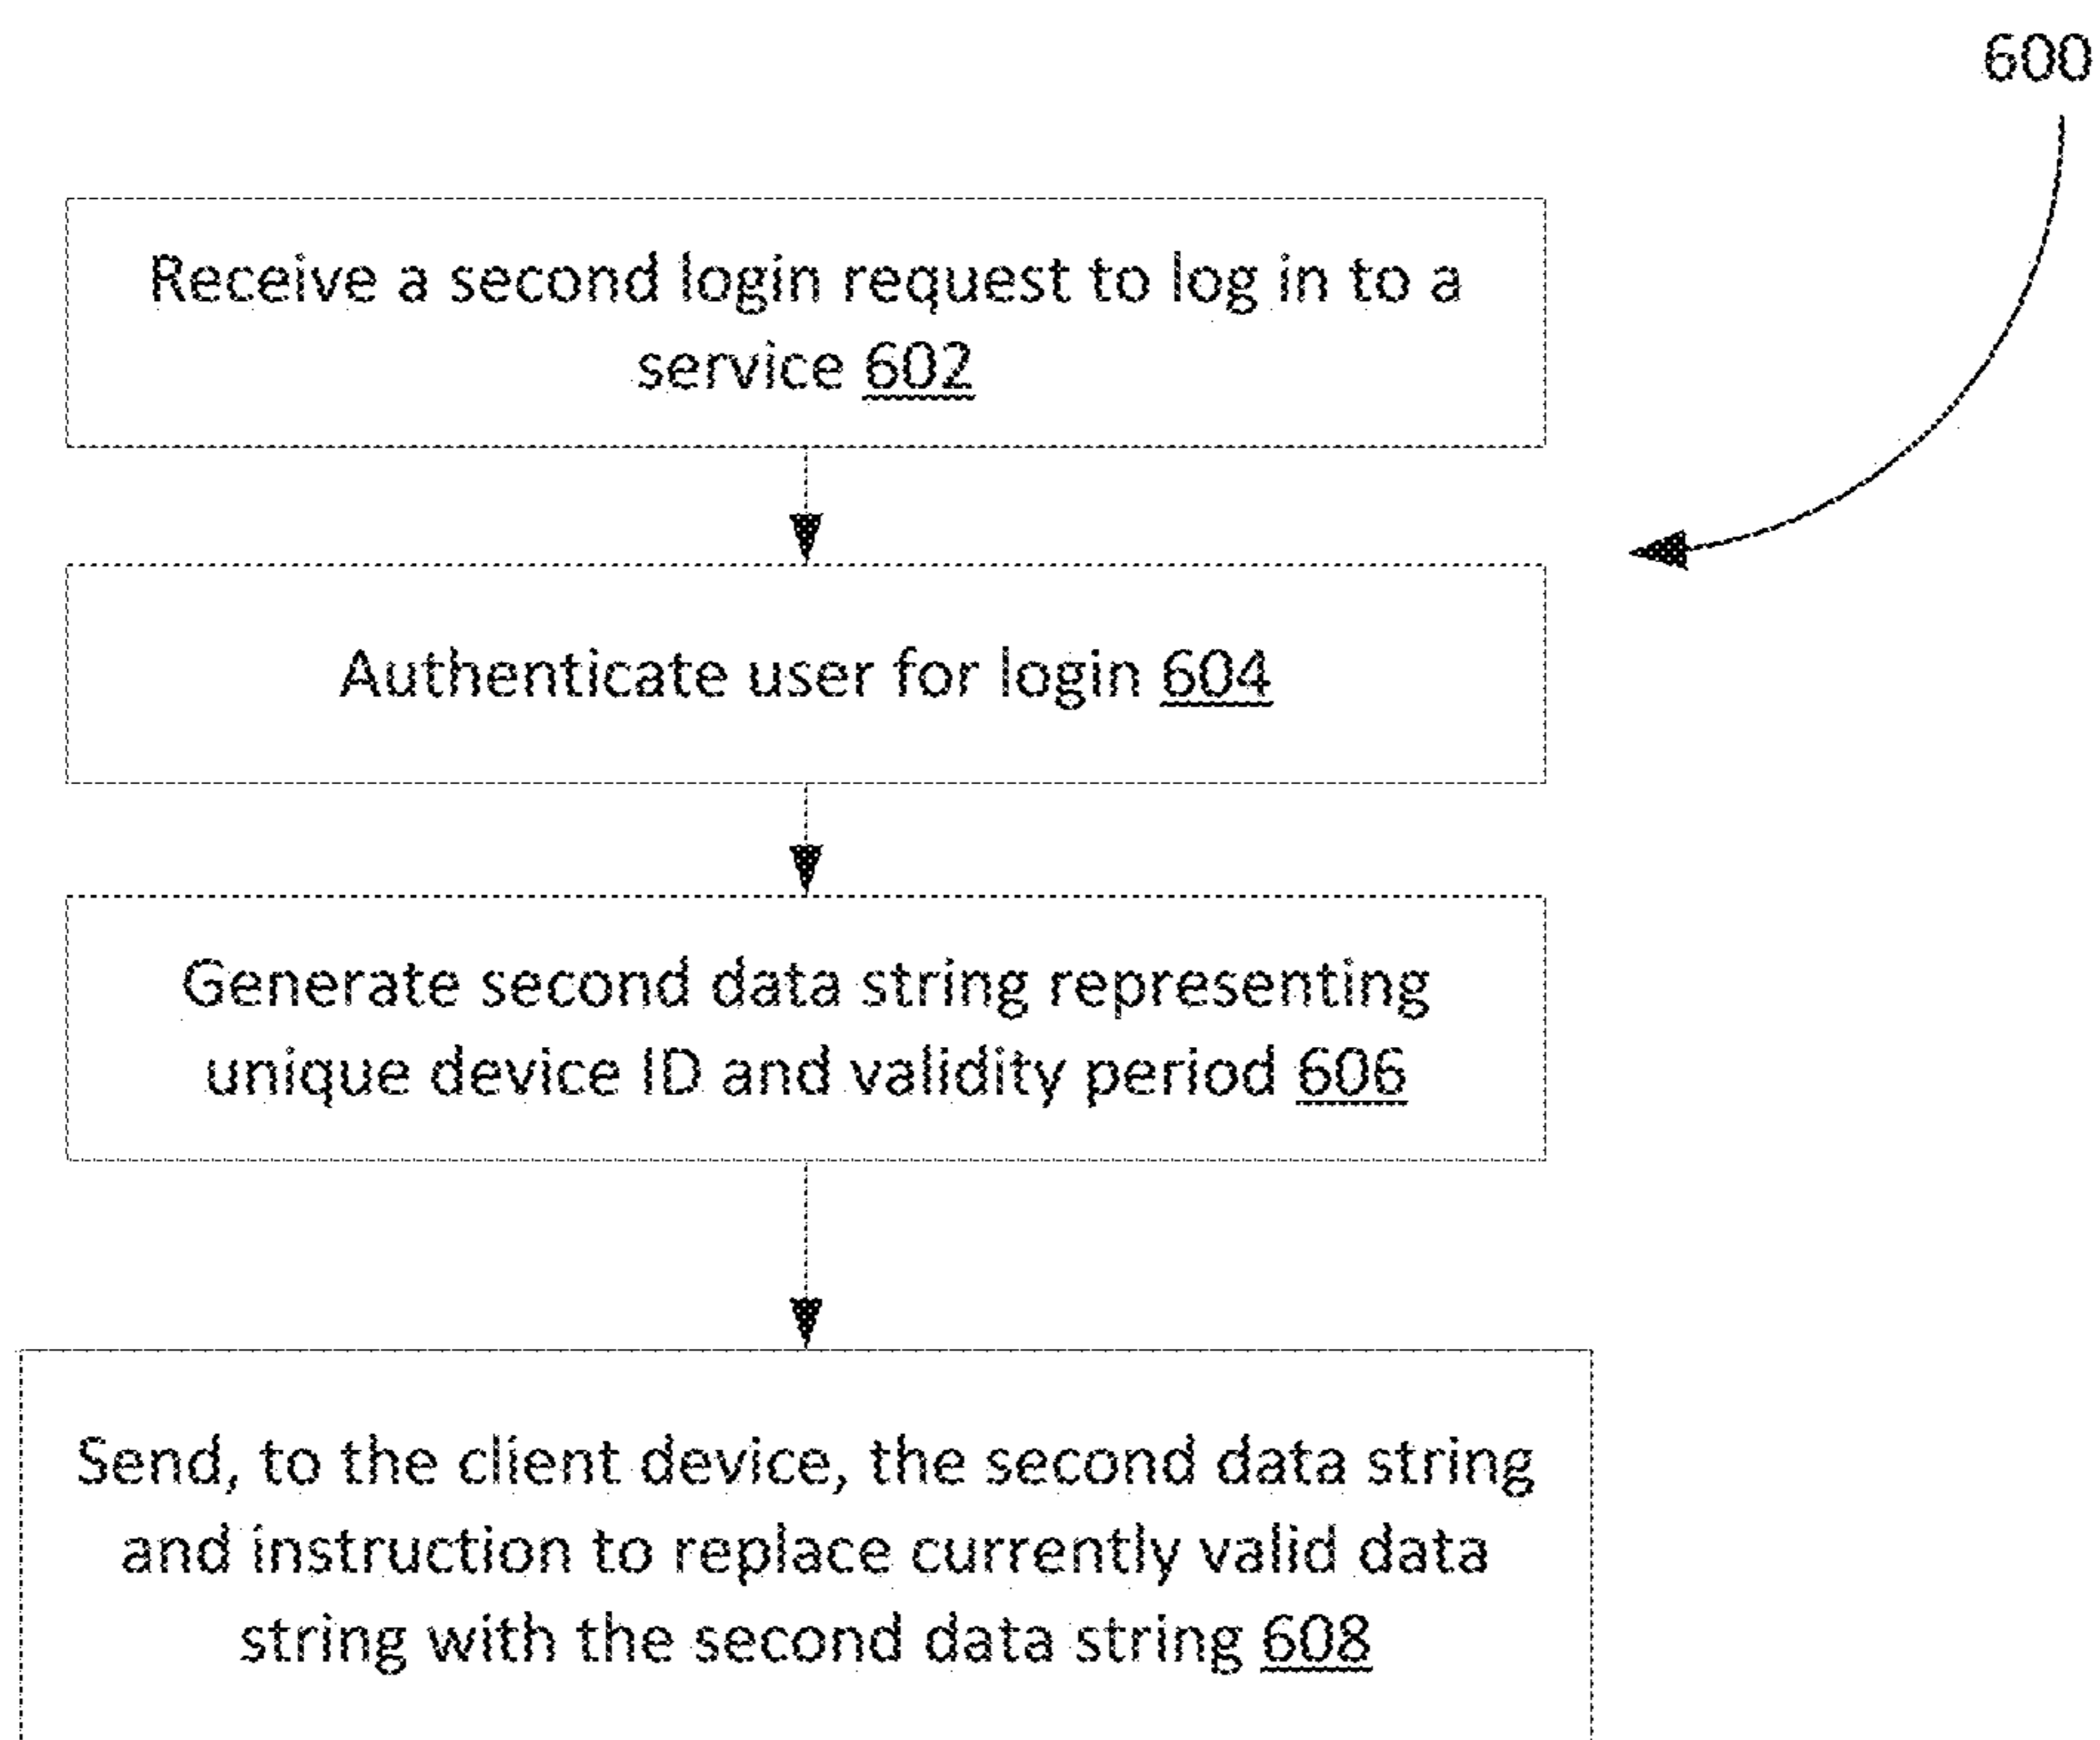 600
Receive a second login request to log in to a
service 602
Authenticate user for login 604
Generate second data string representing
unique device ID and validity period 606
Send, to the client device, the second data string
and instruction to replace currently valid data
string with the second data string 608